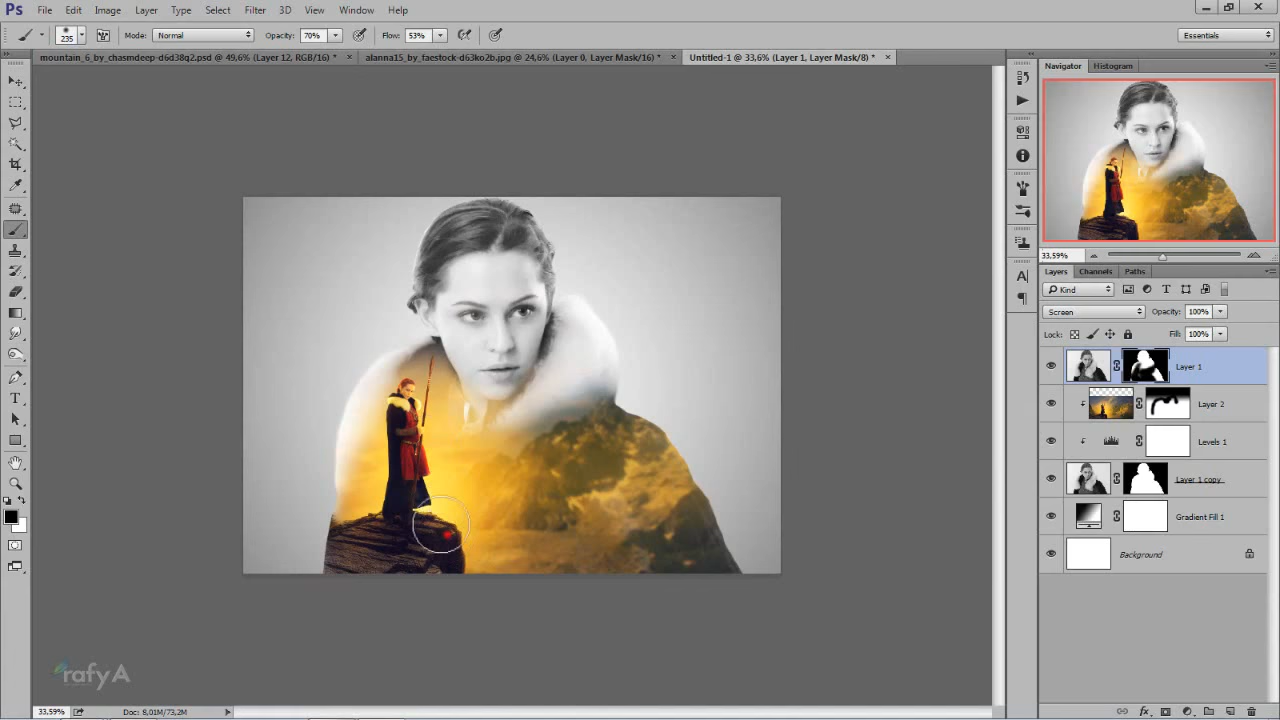 Ps File Edit Image Layer Type Select Filter 3D View Window Help
235 Mode: Normal Opacity: 70% Flow: 53% Essentials
mountain_6_by_chasmdeep-d6d38q2.psd @ 49,6% (Layer 12, RGB/16) * × alanna15_by_faestock-d63ko2b.jpg @ 24,6% (Layer 0, Layer Mask/16) * × Untitled-1 @ 33,6% (Layer 1, Layer Mask/8) * ×
Navigator Histogram
33,59%
Layers Channels Paths
Kind
Screen Opacity: 100%
Lock: Fill: 100%
Layer 1
Layer 2
Levels 1
Layer 1 copy
Gradient Fill 1
Background
rafy A
33,59% Doc: 8,01M/73,2M